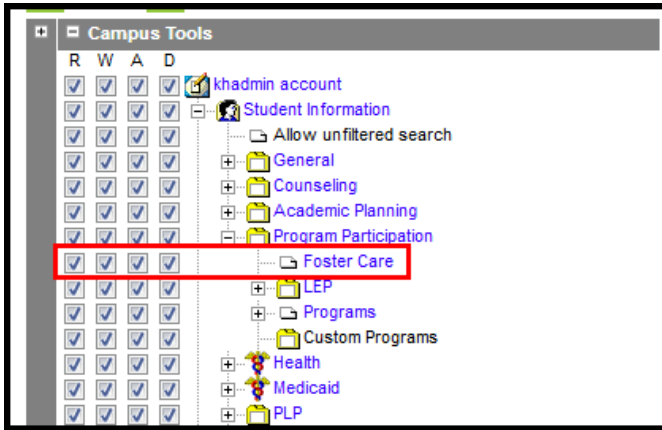 Campus Tools
R W A D
khadmin account
Student Information
Allow unfiltered search
General
Counseling
Academic Planning
Program Participation
Foster Care
LEP
Programs
Custom Programs
Health
Medicaid
PLP